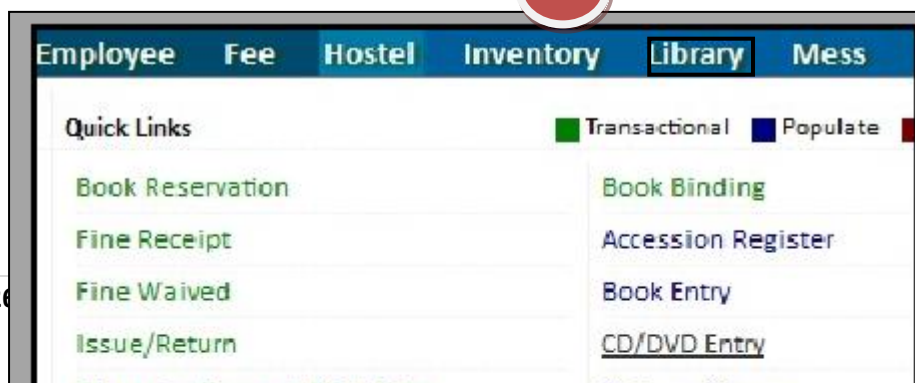 Employee Fee Hostel Inventory Library Mess
Quick Links Transactional Populate
Book Reservation Book Binding
Fine Receipt Accession Register
Fine Waived Book Entry
Issue/Return CD/DVD Entry